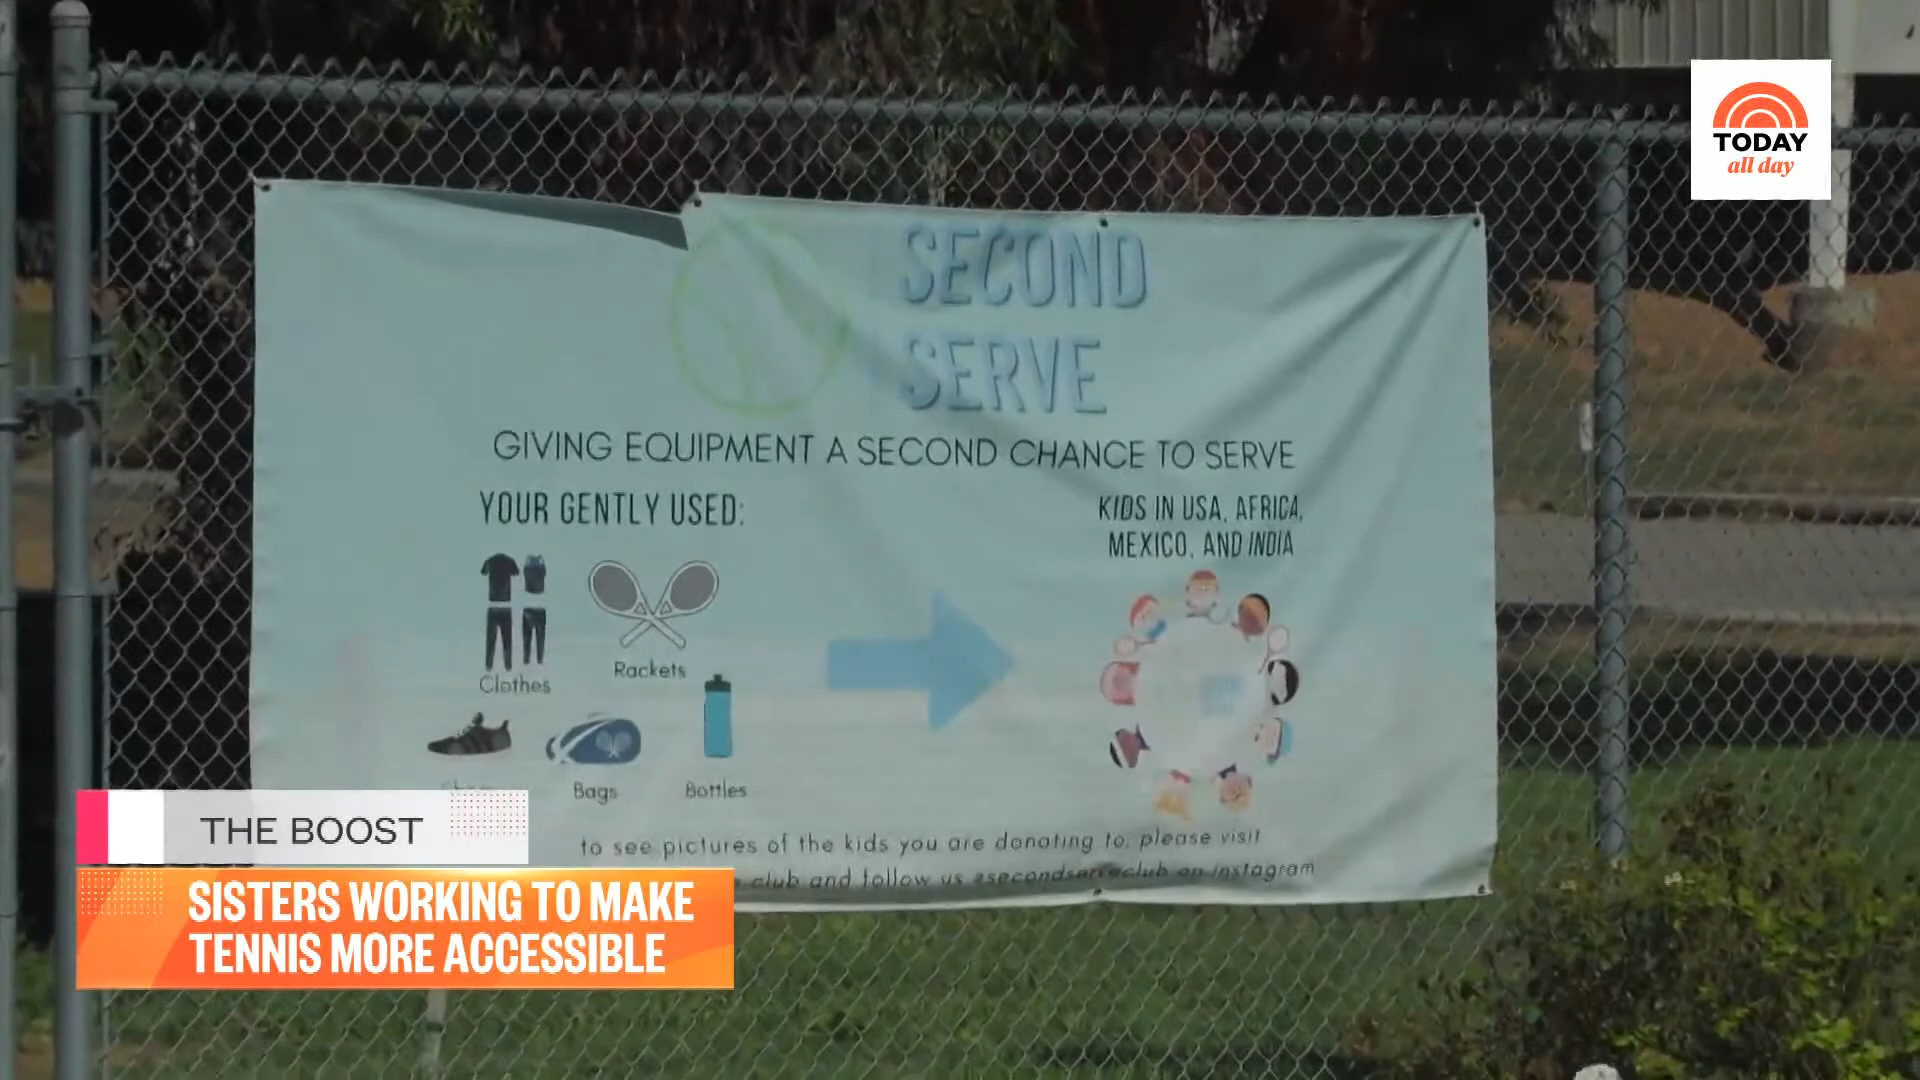 TODAY
all day
SECOND
SERVE
GIVING EQUIPMENT A SECOND CHANCE TO SERVE
YOUR GENTLY USED:
KIDS IN USA, AFRICA,
MEXICO, AND INDIA
Clothes
Rackets
Bags
Bottles
to see pictures of the kids you are donating to, please visit
club and follow us @secondserveclub on instagram
THE BOOST
SISTERS WORKING TO MAKE
TENNIS MORE ACCESSIBLE